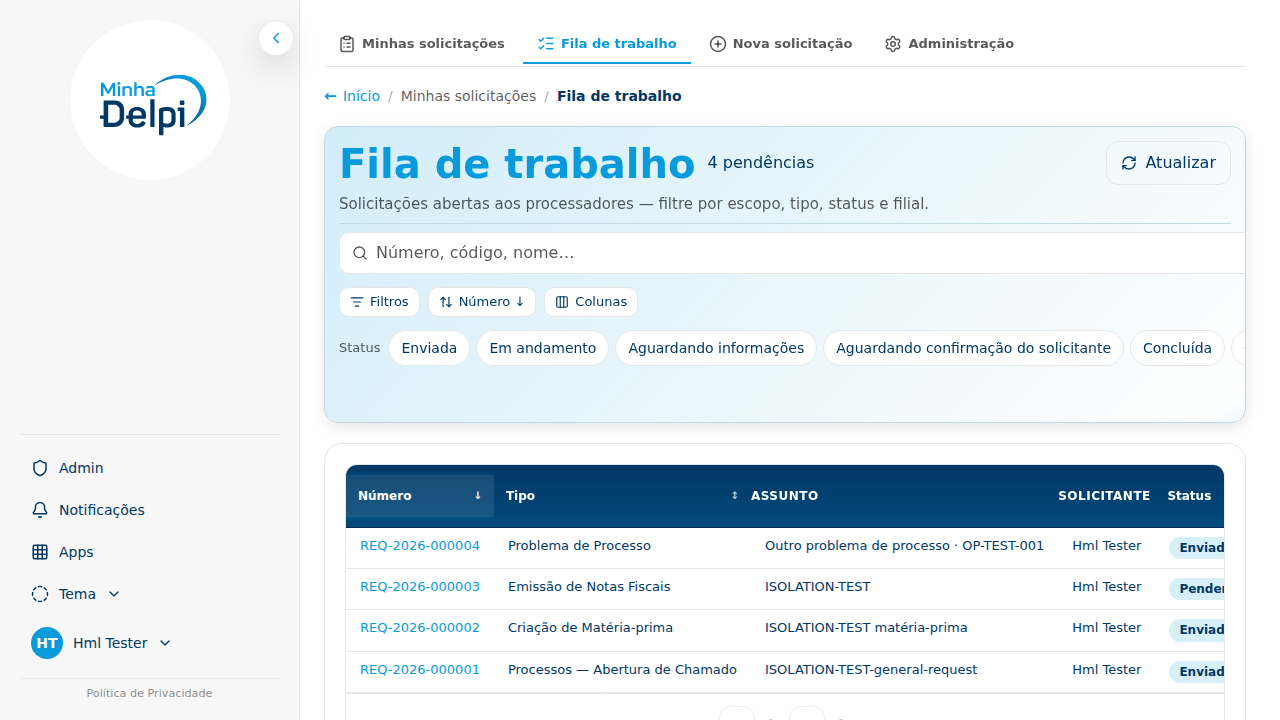 Minha
Delpi
Minhas solicitações
Fila de trabalho
Nova solicitação
Administração
← Início / Minhas solicitações / Fila de trabalho
Fila de trabalho 4 pendências
Atualizar
Solicitações abertas aos processadores — filtre por escopo, tipo, status e filial.
Número, código, nome...
Filtros
Número ↓
Colunas
Status Enviada Em andamento Aguardando informações Aguardando confirmação do solicitante Concluída
Número ↓ Tipo ↕ ASSUNTO SOLICITANTE Status
REQ-2026-000004 Problema de Processo Outro problema de processo · OP-TEST-001 Hml Tester Enviad
REQ-2026-000003 Emissão de Notas Fiscais ISOLATION-TEST Hml Tester Pender
REQ-2026-000002 Criação de Matéria-prima ISOLATION-TEST matéria-prima Hml Tester Enviad
REQ-2026-000001 Processos — Abertura de Chamado ISOLATION-TEST-general-request Hml Tester Enviad
Admin
Notificações
Apps
Tema
HT Hml Tester
Política de Privacidade